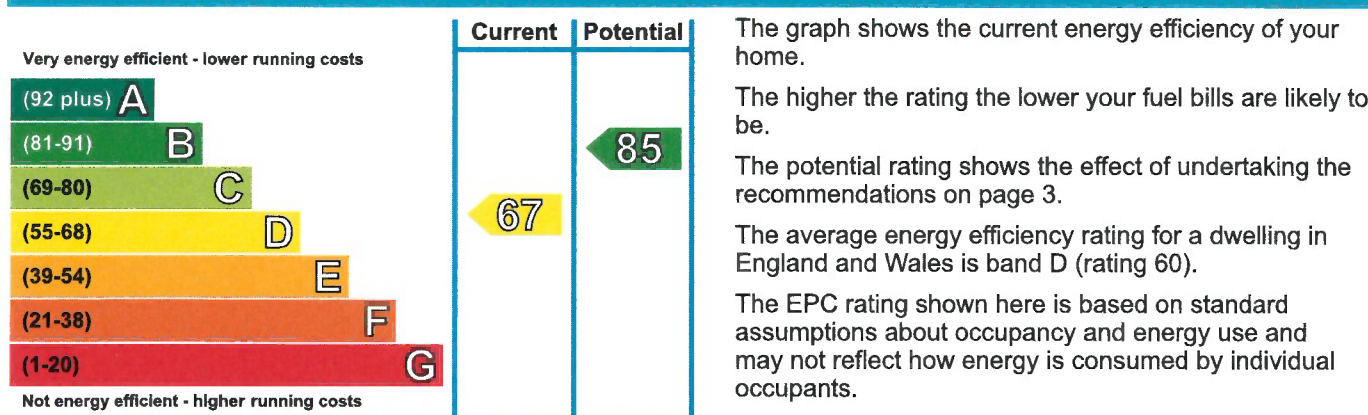 Current Potential
Very energy efficient - lower running costs
(92 plus) A
(81-91) B
85
(69-80) C
67
(55-68) D
(39-54) E
(21-38) F
(1-20) G
Not energy efficient - higher running costs
The graph shows the current energy efficiency of your
home.
The higher the rating the lower your fuel bills are likely to
be.
The potential rating shows the effect of undertaking the
recommendations on page 3.
The average energy efficiency rating for a dwelling in
England and Wales is band D (rating 60).
The EPC rating shown here is based on standard
assumptions about occupancy and energy use and
may not reflect how energy is consumed by individual
occupants.